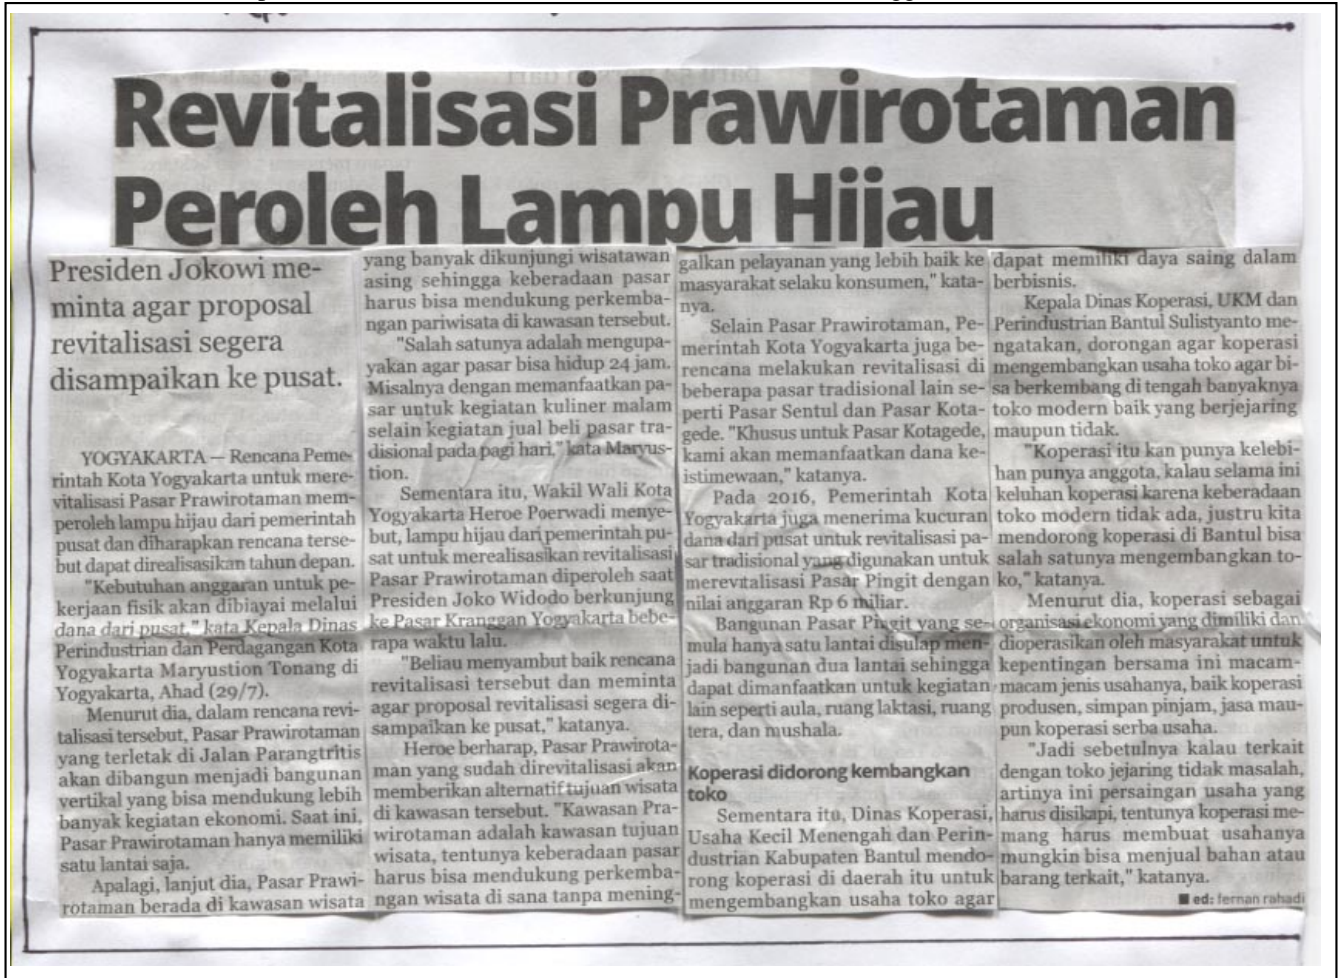 Revitalisasi Prawirotaman
Peroleh Lampu Hijau
Presiden Jokowi me-
minta agar proposal
revitalisasi segera
disampaikan ke pusat.
YOGYAKARTA — Rencana Peme-
rintah Kota Yogyakarta untuk mere-
vitalisasi Pasar Prawirotaman mem-
peroleh lampu hijau dari pemerintah
pusat dan diharapkan rencana terse-
but dapat direalisasikan tahun depan.
"Kebutuhan anggaran untuk pe-
kerjaan fisik akan dibiayai melalui
dana dari pusat," kata Kepala Dinas
Perindustrian dan Perdagangan Kota
Yogyakarta Maryustion Tonang di
Yogyakarta, Ahad (29/7).
Menurut dia, dalam rencana revi-
talisasi tersebut, Pasar Prawirotaman
yang terletak di Jalan Parangtritis
akan dibangun menjadi bangunan
vertikal yang bisa mendukung lebih
banyak kegiatan ekonomi. Saat ini,
Pasar Prawirotaman hanya memiliki
satu lantai saja.
Apalagi, lanjut dia, Pasar Prawi-
rotaman berada di kawasan wisata
yang banyak dikunjungi wisatawan
asing sehingga keberadaan pasar
harus bisa mendukung perkemba-
ngan pariwisata di kawasan tersebut.
"Salah satunya adalah mengupa-
yakan agar pasar bisa hidup 24 jam.
Misalnya dengan memanfaatkan pa-
sar untuk kegiatan kuliner malam
selain kegiatan jual beli pasar tra-
disional pada pagi hari," kata Maryus-
tion.
Sementara itu, Wakil Wali Kota
Yogyakarta Heroe Poerwadi menye-
but, lampu hijau dari pemerintah pu-
sat untuk merealisasikan revitalisasi
Pasar Prawirotaman diperoleh saat
Presiden Joko Widodo berkunjung
ke Pasar Kranggan Yogyakarta bebe-
rapa waktu lalu.
"Beliau menyambut baik rencana
revitalisasi tersebut dan meminta
agar proposal revitalisasi segera di-
sampaikan ke pusat," katanya.
Heroe berharap, Pasar Prawirota-
man yang sudah direvitalisasi akan
memberikan alternatif tujuan wisata
di kawasan tersebut. "Kawasan Pra-
wirotaman adalah kawasan tujuan
wisata, tentunya keberadaan pasar
harus bisa mendukung perkemba-
ngan wisata di sana tanpa mening-
galkan pelayanan yang lebih baik ke
masyarakat selaku konsumen," kata-
nya.
Selain Pasar Prawirotaman, Pe-
merintah Kota Yogyakarta juga be-
rencana melakukan revitalisasi di
beberapa pasar tradisional lain se-
perti Pasar Sentul dan Pasar Kota-
gede. "Khusus untuk Pasar Kotagede,
kami akan memanfaatkan dana ke-
istimewaan," katanya.
Pada 2016, Pemerintah Kota
Yogyakarta juga menerima kucuran
dana dari pusat untuk revitalisasi pa-
sar tradisional yang digunakan untuk
merevitalisasi Pasar Pingit dengan
nilai anggaran Rp 6 miliar.
Bangunan Pasar Pingit yang se-
mula hanya satu lantai disulap men-
jadi bangunan dua lantai sehingga
dapat dimanfaatkan untuk kegiatan
lain seperti aula, ruang laktasi, ruang
tera, dan mushala.
Koperasi didorong kembangkan
toko
Sementara itu, Dinas Koperasi,
Usaha Kecil Menengah dan Perin-
dustrian Kabupaten Bantul mendo-
rong koperasi di daerah itu untuk
mengembangkan usaha toko agar
dapat memiliki daya saing dalam
berbisnis.
Kepala Dinas Koperasi, UKM dan
Perindustrian Bantul Sulistyanto me-
ngatakan, dorongan agar koperasi
mengembangkan usaha toko agar bi-
sa berkembang di tengah banyaknya
toko modern baik yang berjejaring
maupun tidak.
"Koperasi itu kan punya kelebi-
han punya anggota, kalau selama ini
keluhan koperasi karena keberadaan
toko modern tidak ada, justru kita
mendorong koperasi di Bantul bisa
salah satunya mengembangkan to-
ko," katanya.
Menurut dia, koperasi sebagai
organisasi ekonomi yang dimiliki dan
dioperasikan oleh masyarakat untuk
kepentingan bersama ini macam-
macam jenis usahanya, baik koperasi
produsen, simpan pinjam, jasa mau-
pun koperasi serba usaha.
"Jadi sebetulnya kalau terkait
dengan toko jejaring tidak masalah,
artinya ini persaingan usaha yang
harus disikapi, tentunya koperasi me-
mang harus membuat usahanya
mungkin bisa menjual bahan atau
barang terkait," katanya.
■ ed: fernan rahadi